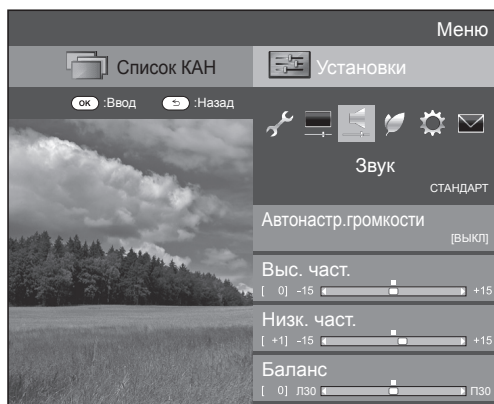 Меню
Список КАН
Установки
OK :Ввод :Назад
Звук
СТАНДАРТ
Автонастр.громкости
[ВЫКЛ]
Выс. част.
[ 0] -15 +15
Низк. част.
[ +1] -15 +15
Баланс
[ 0] Л30 П30